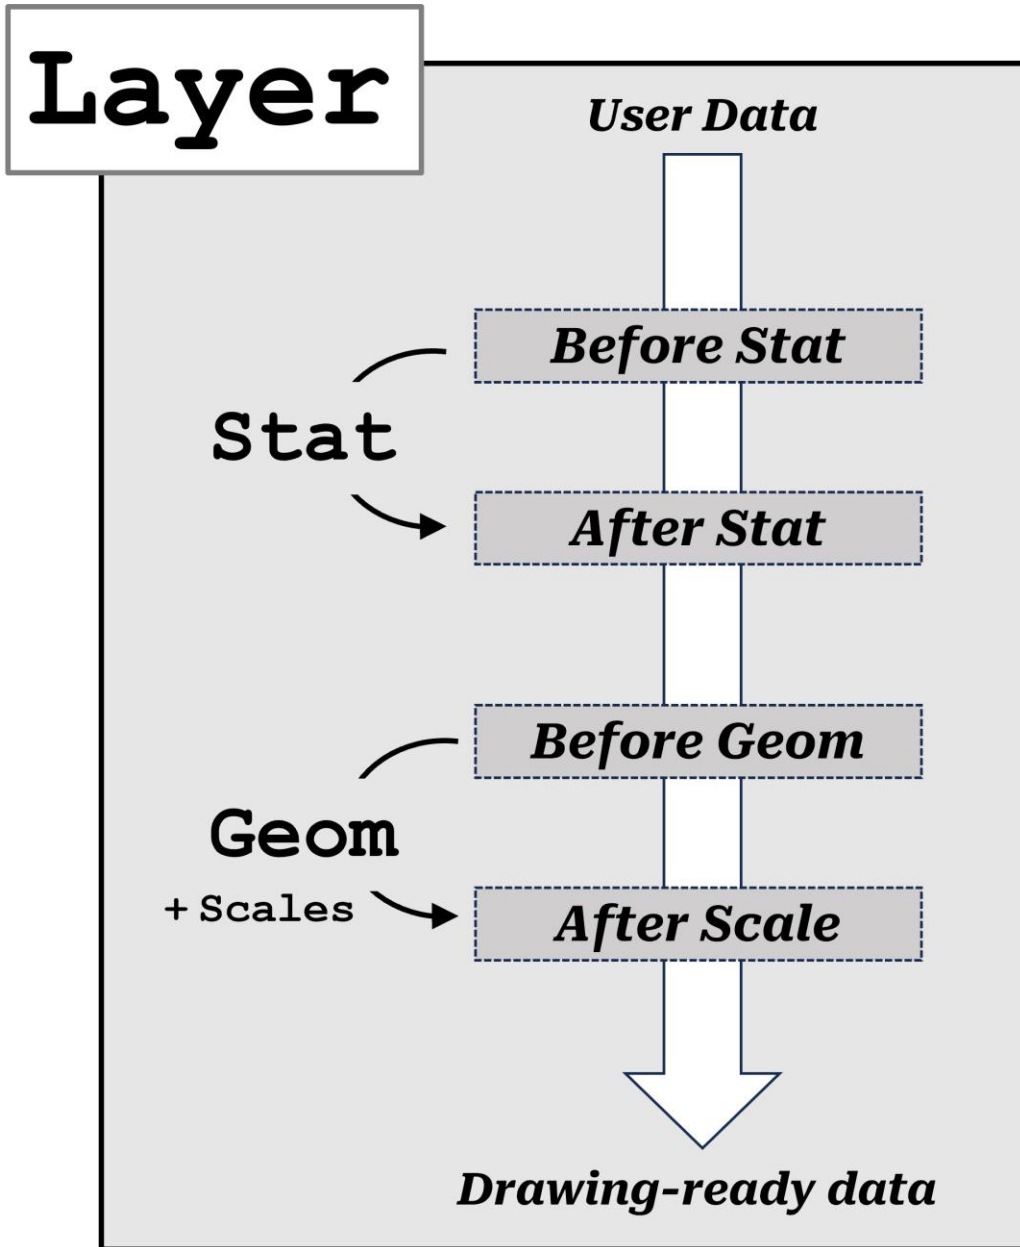 Layer
User Data
Before Stat
Stat
After Stat
Before Geom
Geom
+ Scales
After Scale
Drawing-ready data